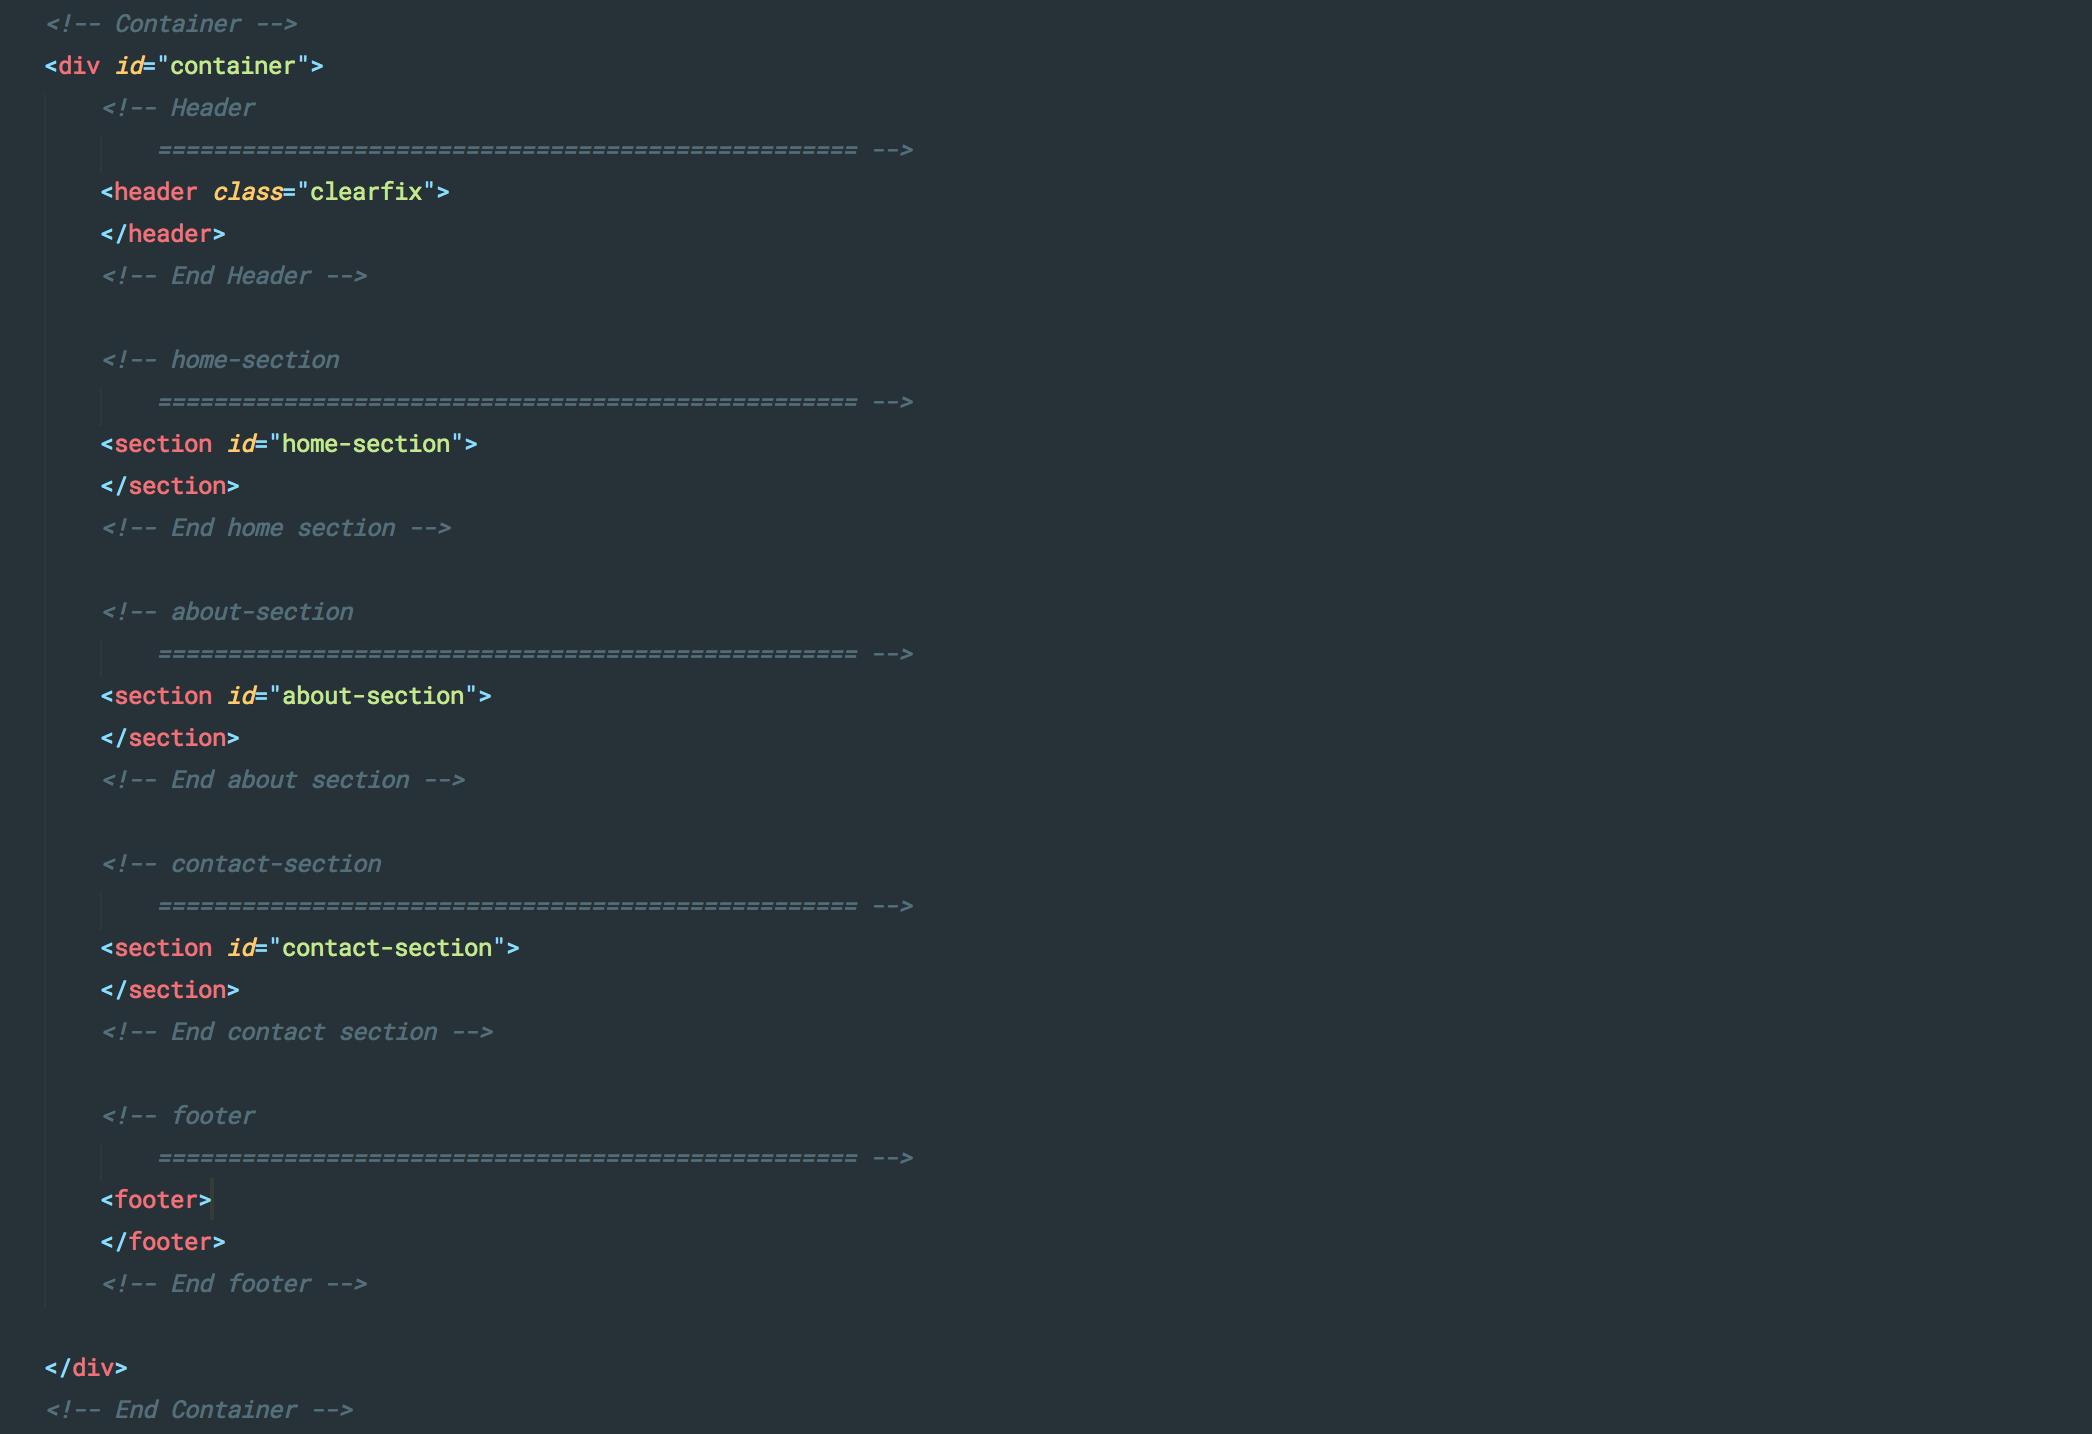 <!-- Container -->
<div id="container">
<!-- Header
================================================== -->
<header class="clearfix">
</header>
<!-- End Header -->
<!-- home-section
================================================== -->
<section id="home-section">
</section>
<!-- End home section -->
<!-- about-section
================================================== -->
<section id="about-section">
</section>
<!-- End about section -->
<!-- contact-section
================================================== -->
<section id="contact-section">
</section>
<!-- End contact section -->
<!-- footer
================================================== -->
<footer>
</footer>
<!-- End footer -->
</div>
<!-- End Container -->